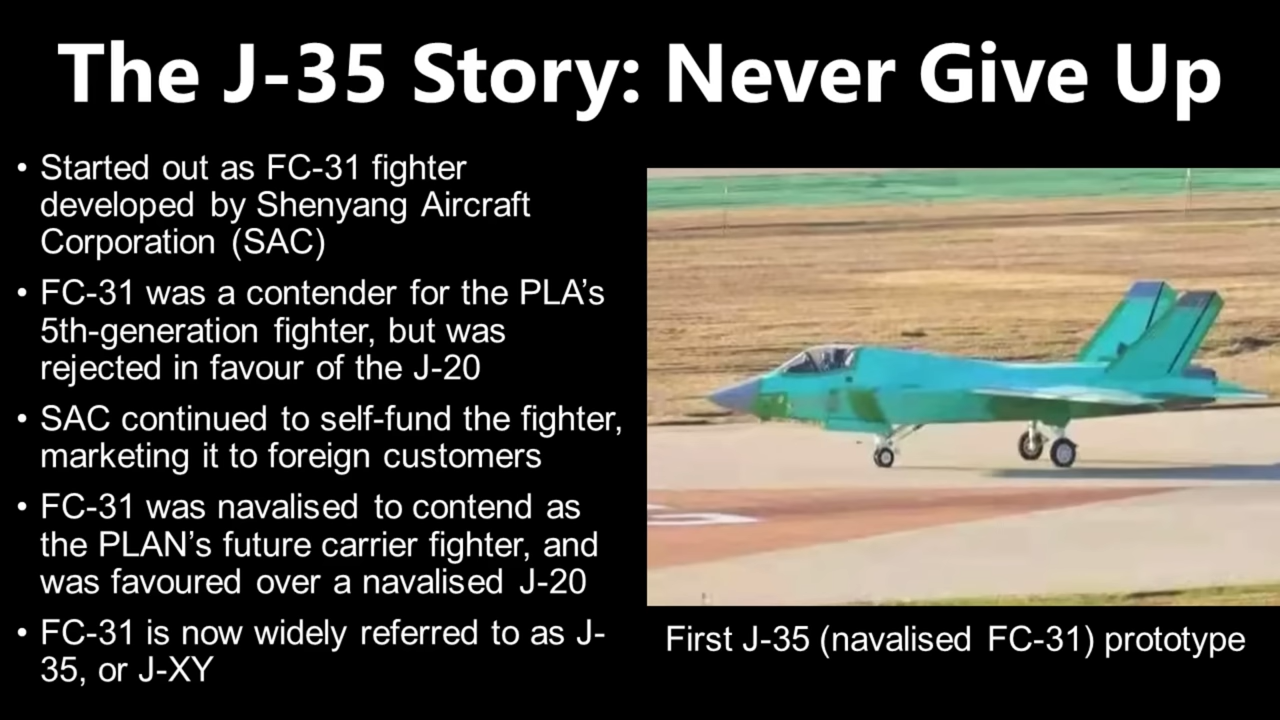 The J-35 Story: Never Give Up
• Started out as FC-31 fighter
developed by Shenyang Aircraft
Corporation (SAC)
• FC-31 was a contender for the PLA’s
5th-generation fighter, but was
rejected in favour of the J-20
• SAC continued to self-fund the fighter,
marketing it to foreign customers
• FC-31 was navalised to contend as
the PLAN’s future carrier fighter, and
was favoured over a navalised J-20
• FC-31 is now widely referred to as J-
35, or J-XY
First J-35 (navalised FC-31) prototype